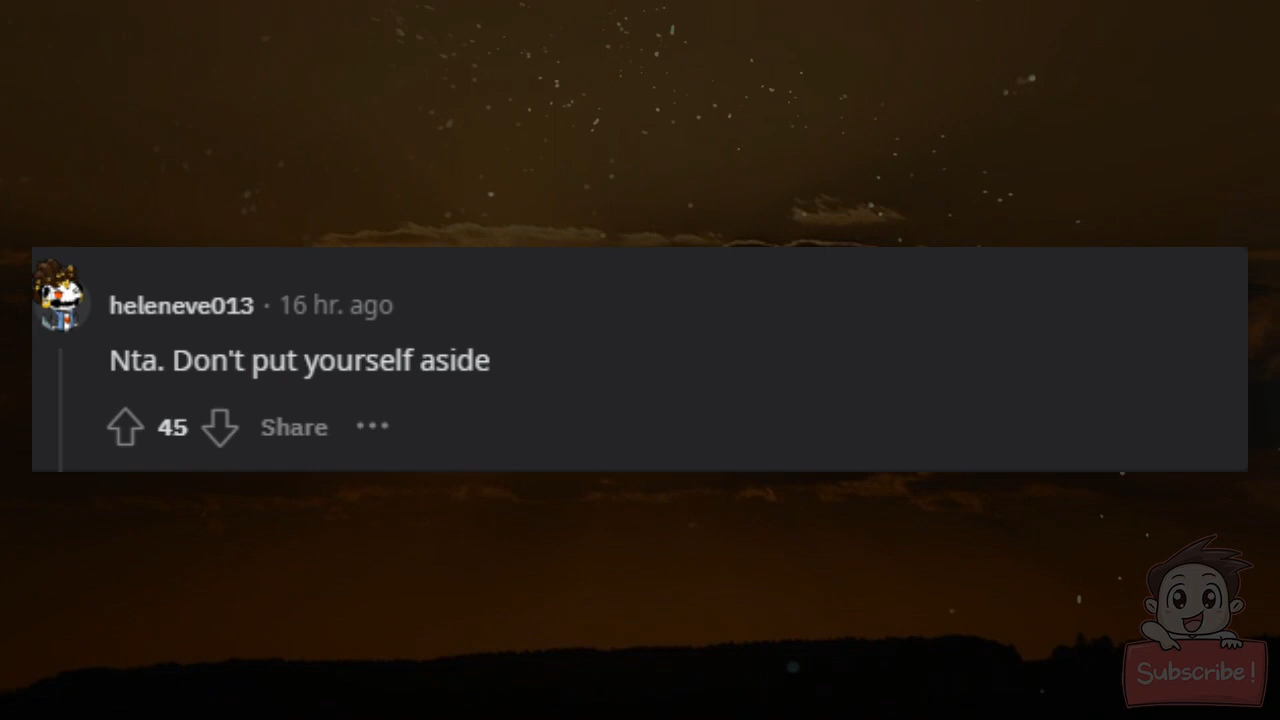 heleneve013 · 16 hr. ago
Nta. Don't put yourself aside
45 Share •••
Subscribe!